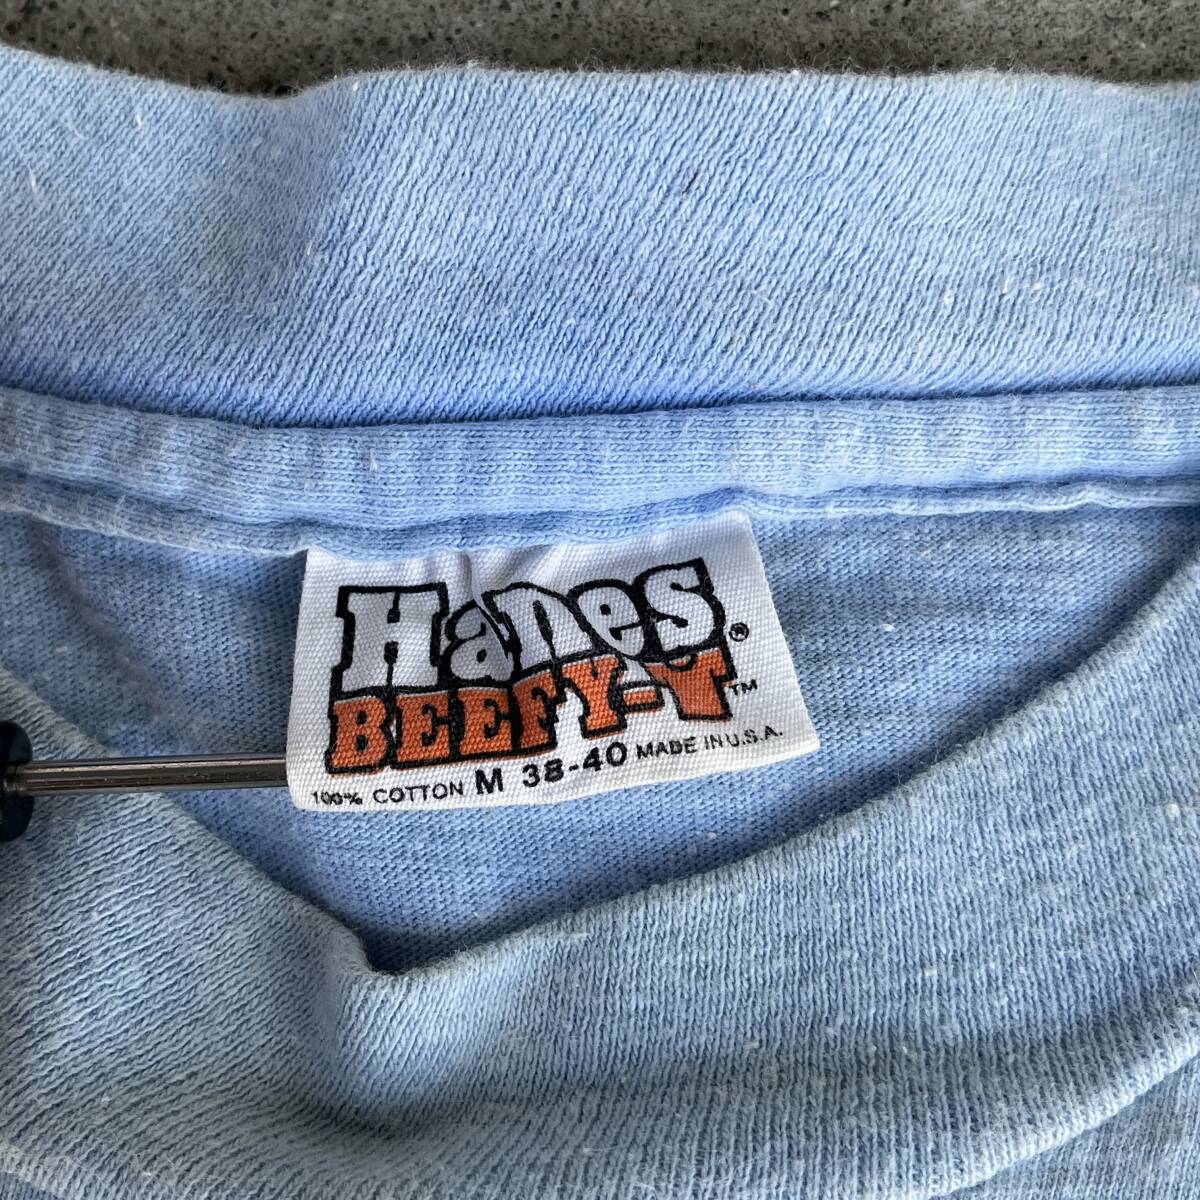 Hanes®
BEEFY-T™
100% COTTON M 38-40 MADE IN U.S.A.